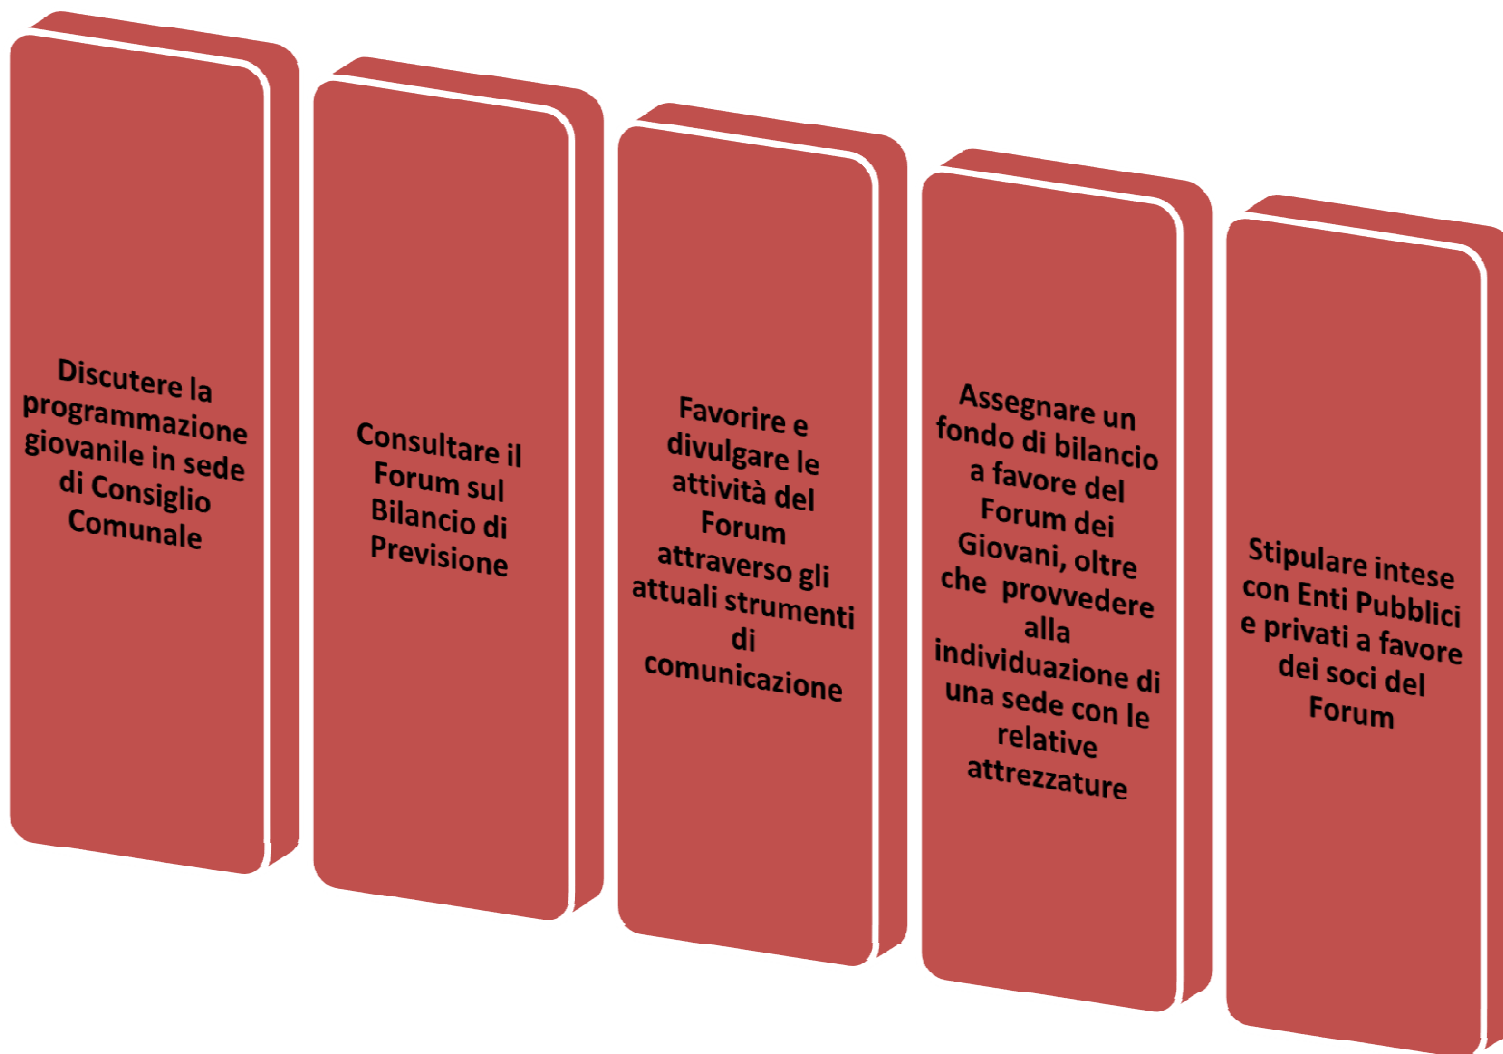 Discutere la
programmazione
giovanile in sede
di Consiglio
Comunale
Consultare il
Forum sul
Bilancio di
Previsione
Favorire e
divulgare le
attività del
Forum
attraverso gli
attuali strumenti
di
comunicazione
Assegnare un
fondo di bilancio
a favore del
Forum dei
Giovani, oltre
che provvedere
alla
individuazione di
una sede con le
relative
attrezzature
Stipulare intese
con Enti Pubblici
e privati a favore
dei soci del
Forum